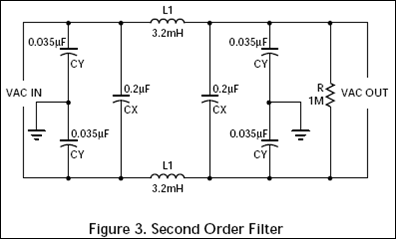 L1
3.2mH
0.035µF
CY
0.035µF
CY
VAC IN
0.2µF
CX
0.2µF
CX
R
1M
VAC OUT
0.035µF
CY
0.035µF
CY
L1
3.2mH
Figure 3. Second Order Filter